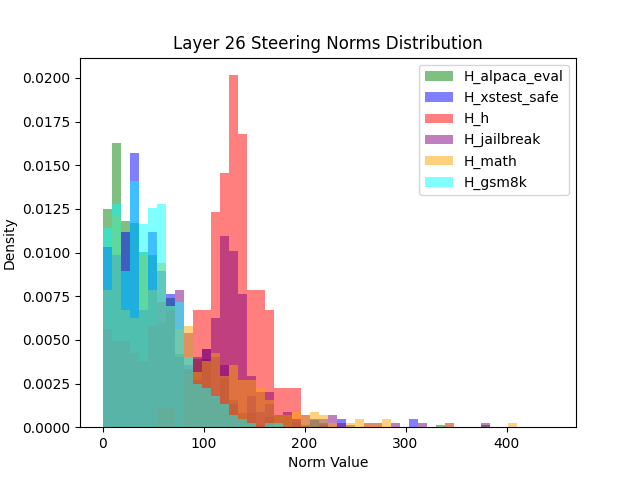 Layer 26 Steering Norms Distribution
0.0200
0.0175
0.0150
0.0125
0.0100
0.0075
0.0050
0.0025
0.0000
Density
H_alpaca_eval
H_xstest_safe
H_h
H_jailbreak
H_math
H_gsm8k
0
100
200
300
400
Norm Value